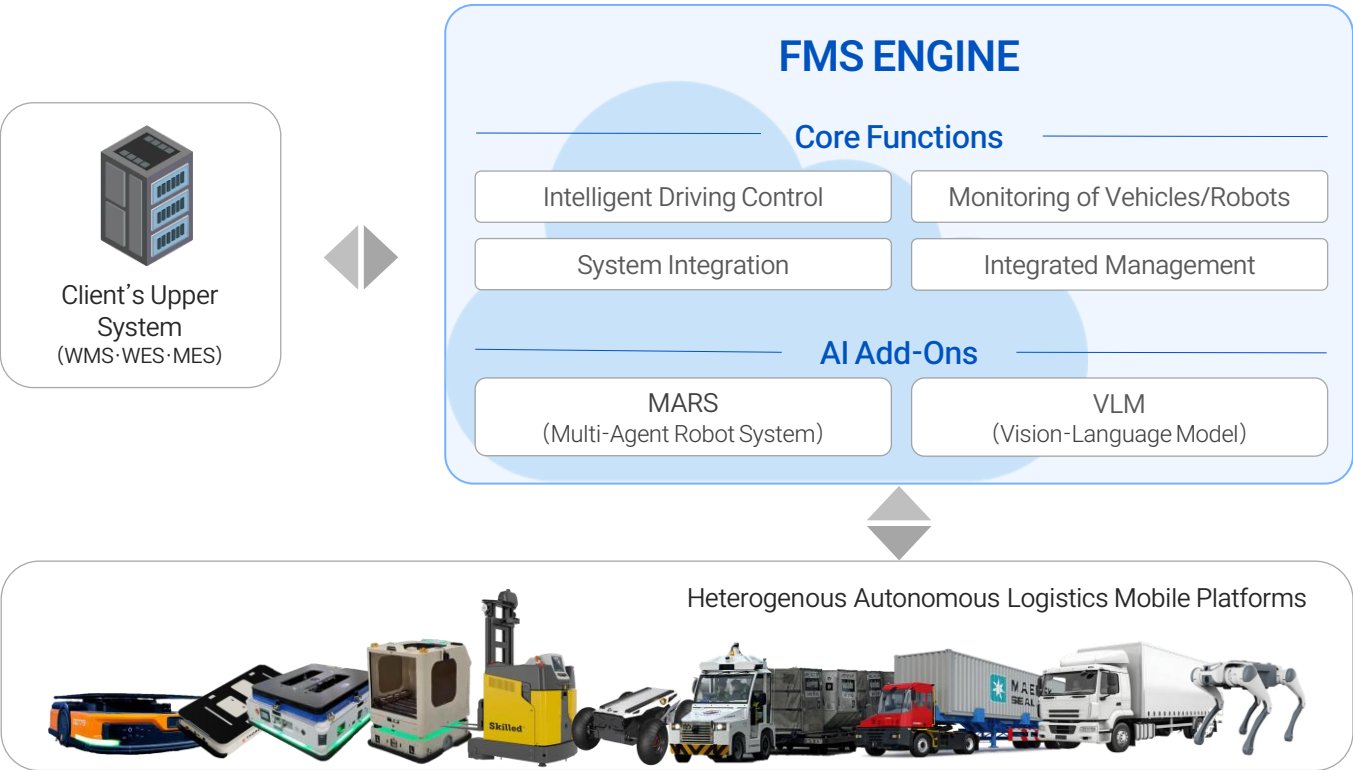 FMS ENGINE
Core Functions
Intelligent Driving Control
Monitoring of Vehicles/Robots
System Integration
Integrated Management
AI Add-Ons
MARS
(Multi-Agent Robot System)
VLM
(Vision-Language Model)
Client's Upper
System
(WMS·WES·MES)
Heterogenous Autonomous Logistics Mobile Platforms
Skilled
MAE
SEAL